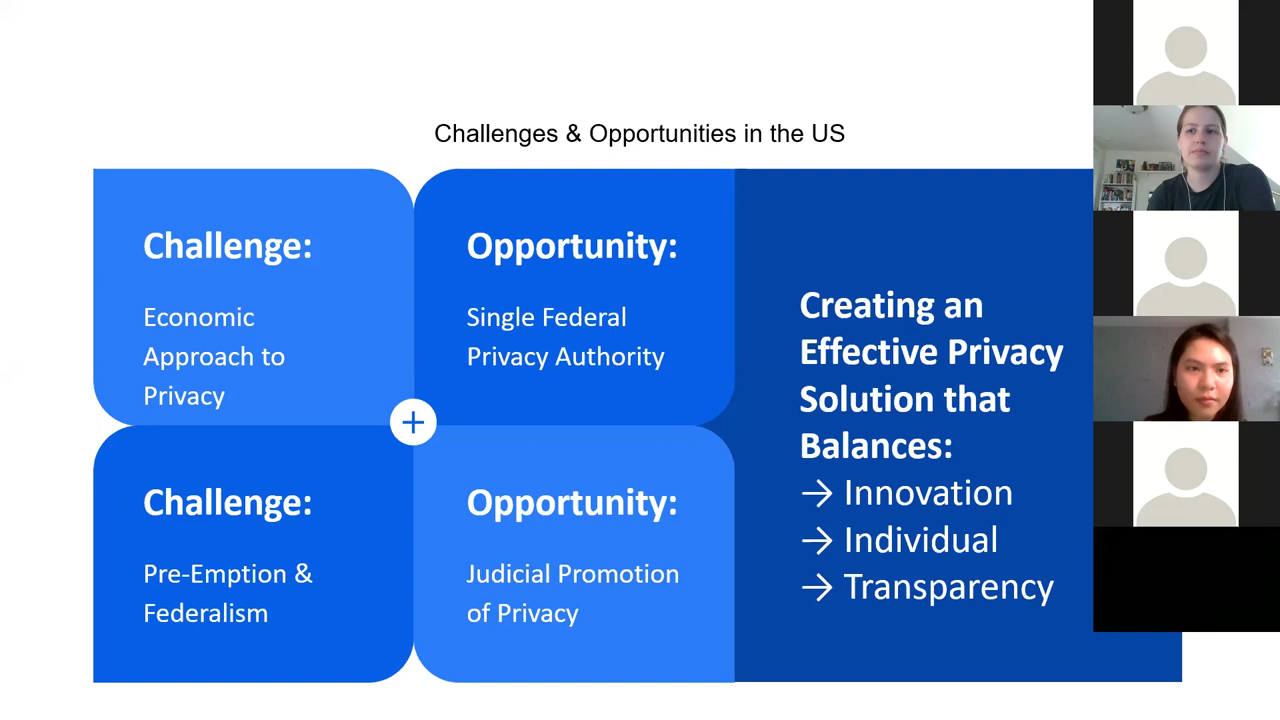 Challenges & Opportunities in the US
Challenge:
Economic
Approach to
Privacy
Opportunity:
Single Federal
Privacy Authority
Challenge:
Pre-Emption &
Federalism
Opportunity:
Judicial Promotion
of Privacy
Creating an
Effective Privacy
Solution that
Balances:
→ Innovation
→ Individual
→ Transparency